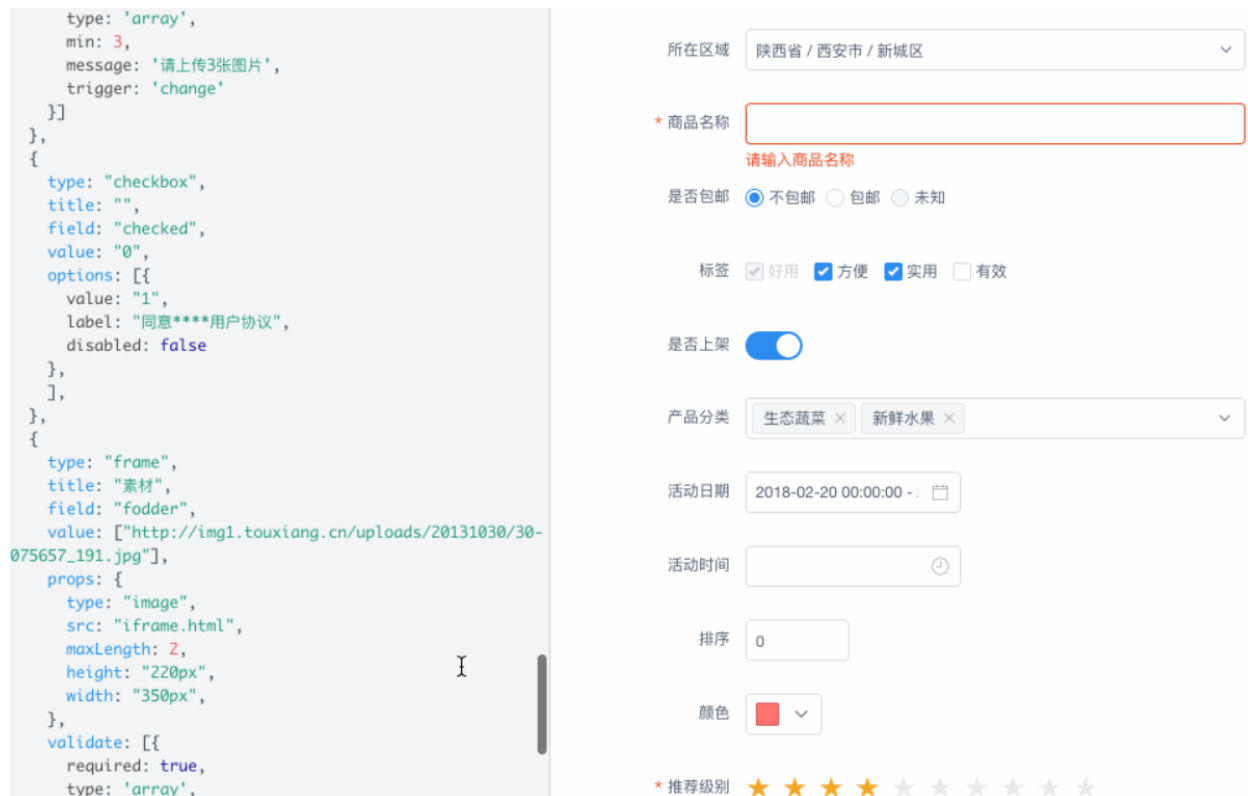 type: 'array',
min: 3,
message: '请上传3张图片',
trigger: 'change'
}]
},
{
type: "checkbox",
title: "",
field: "checked",
value: "0",
options: [{
value: "1",
label: "同意****用户协议",
disabled: false
},
],
},
{
type: "frame",
title: "素材",
field: "fodder",
value: ["http://img1.touxiang.cn/uploads/20131030/30-
075657_191.jpg"],
props: {
type: "image",
src: "iframe.html",
maxLength: 2,
height: "220px",
width: "350px",
},
validate: [{
required: true,
type: 'array',
所在区域 陕西省 / 西安市 / 新城区
* 商品名称
请输入商品名称
是否包邮 不包邮 包邮 未知
标签 好用 方便 实用 有效
是否上架
产品分类 生态蔬菜 × 新鲜水果 ×
活动日期 2018-02-20 00:00:00 -
活动时间
排序 0
颜色
* 推荐级别